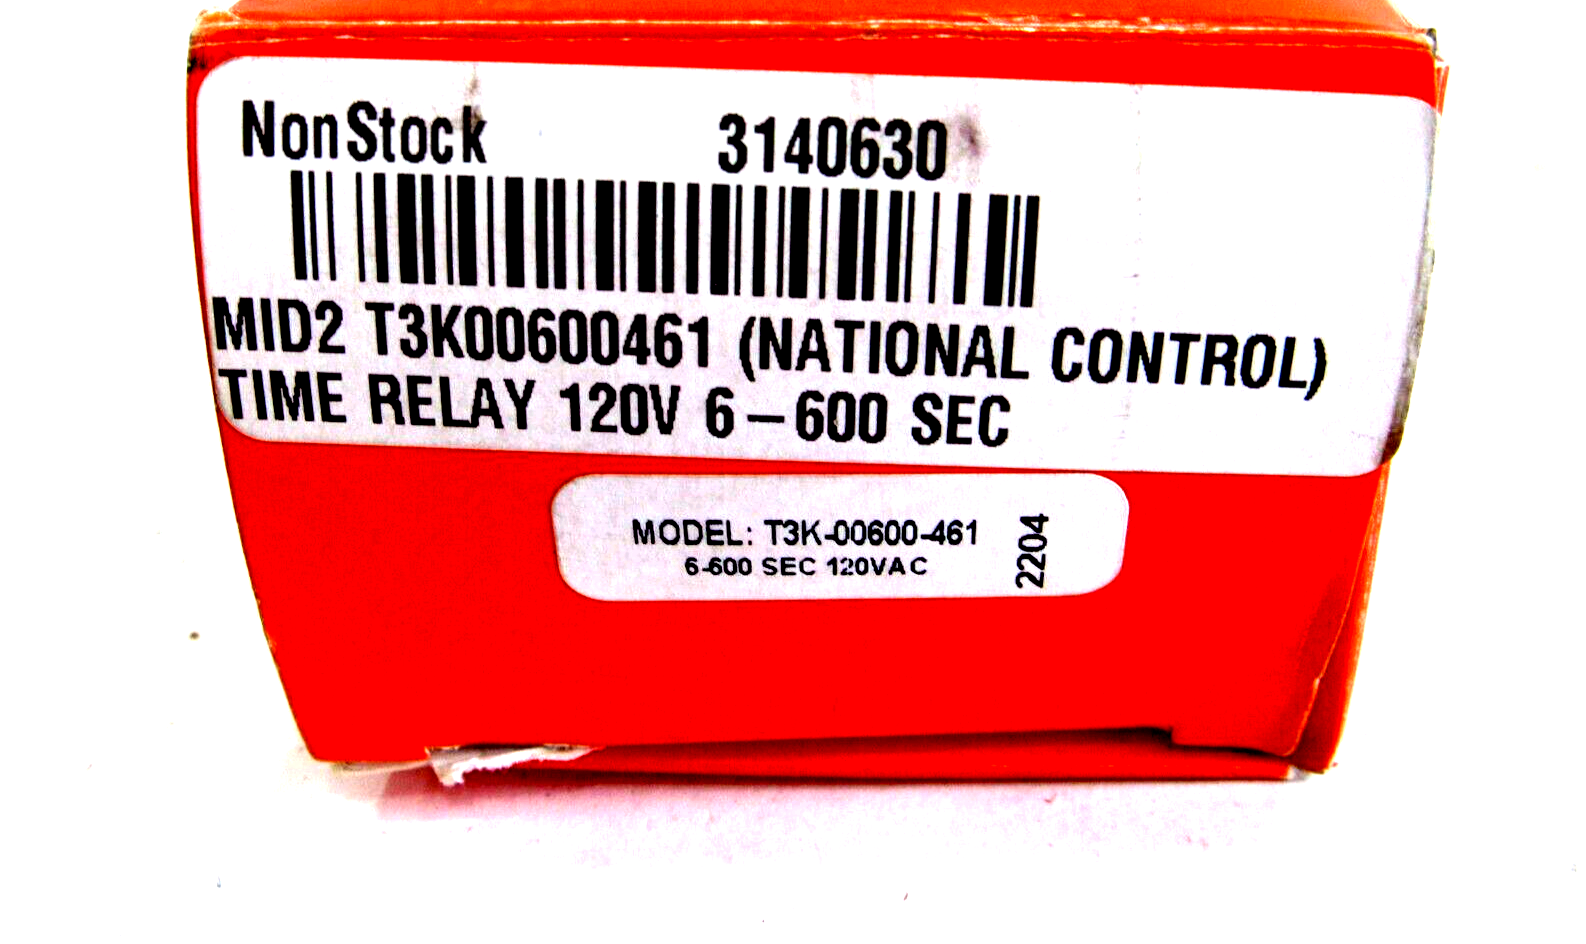 NonStock 3140630
MID2 T3K00600461 (NATIONAL CONTROL)
TIME RELAY 120V 6-600 SEC
MODEL: T3K-00600-461
6-600 SEC 120VAC
2204